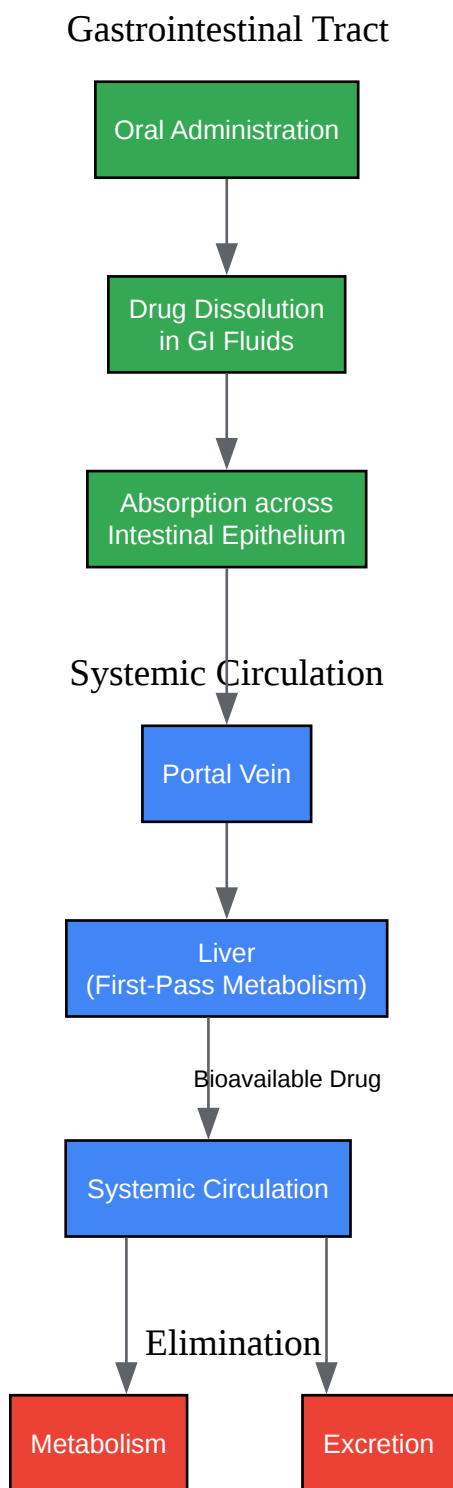 Gastrointestinal Tract
Oral Administration
Drug Dissolution
in GI Fluids
Absorption across
Intestinal Epithelium
Systemic Circulation
Portal Vein
Liver
(First-Pass Metabolism)
Bioavailable Drug
Systemic Circulation
Elimination
Metabolism
Excretion